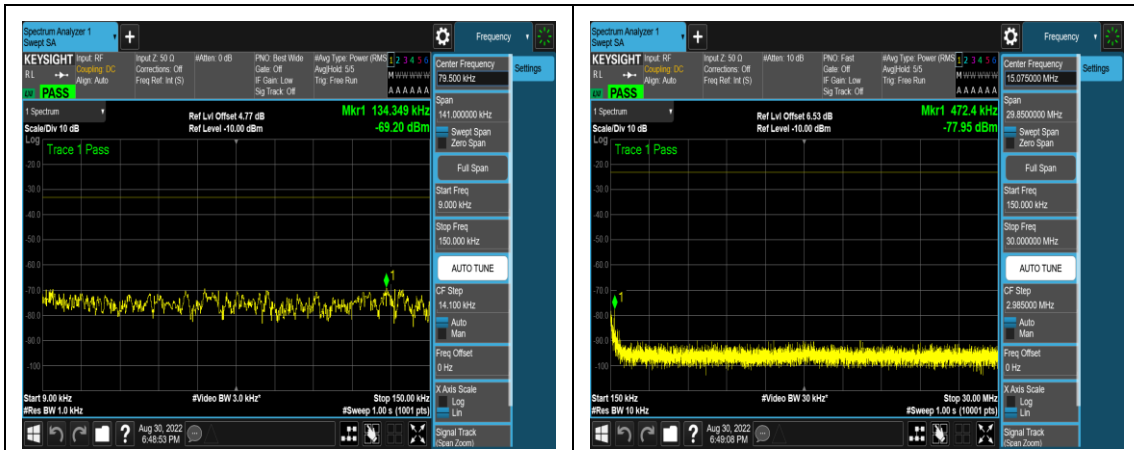 Spectrum Analyzer 1
Swept SA
+
Frequency
KEYSIGHT
Input: RF
Coupling: DC
Align: Auto
Input Z: 50 Ω
Corrections: Off
Freq Ref: Int (S)
#Atten: 0 dB
PNO: Best Wide
Gate: Off
IF Gain: Low
Sig Track: Off
#Avg Type: Power (RMS
Avg|Hold: 5/5
Trig: Free Run
1 2 3 4 5 6
M W W W W W
A A A A A A
RL
PASS
Center Frequency
79.500 kHz
Settings
1 Spectrum
Scale/Div 10 dB
Log
Ref Lvl Offset 4.77 dB
Ref Level -10.00 dBm
Mkr1 134.349 kHz
-69.20 dBm
Trace 1 Pass
-20.0
-30.0
-40.0
-50.0
-60.0
-70.0
-80.0
-90.0
-100
1
Span
141.000000 kHz
Swept Span
Zero Span
Full Span
Start Freq
9.000 kHz
Stop Freq
150.000 kHz
AUTO TUNE
CF Step
14.100 kHz
Auto
Man
Freq Offset
0 Hz
X Axis Scale
Log
Lin
Signal Track
(Span Zoom)
Start 9.00 kHz
#Res BW 1.0 kHz
#Video BW 3.0 kHz*
Stop 150.00 kHz
#Sweep 1.00 s (1001 pts)
?
Aug 30, 2022
6:48:53 PM
Spectrum Analyzer 1
Swept SA
+
Frequency
KEYSIGHT
Input: RF
Coupling: DC
Align: Auto
Input Z: 50 Ω
Corrections: Off
Freq Ref: Int (S)
#Atten: 10 dB
PNO: Fast
Gate: Off
IF Gain: Low
Sig Track: Off
#Avg Type: Power (RMS
Avg|Hold: 5/5
Trig: Free Run
1 2 3 4 5 6
M W W W W W
A A A A A A
RL
PASS
Center Frequency
15.075000 MHz
Settings
1 Spectrum
Scale/Div 10 dB
Log
Ref Lvl Offset 6.53 dB
Ref Level -10.00 dBm
Mkr1 472.4 kHz
-77.95 dBm
Trace 1 Pass
-20.0
-30.0
-40.0
-50.0
-60.0
-70.0
-80.0
-90.0
-100
1
Span
29.8500000 MHz
Swept Span
Zero Span
Full Span
Start Freq
150.000 kHz
Stop Freq
30.000000 MHz
AUTO TUNE
CF Step
2.985000 MHz
Auto
Man
Freq Offset
0 Hz
X Axis Scale
Log
Lin
Signal Track
(Span Zoom)
Start 150 kHz
#Res BW 10 kHz
#Video BW 30 kHz*
Stop 30.00 MHz
#Sweep 1.00 s (10001 pts)
?
Aug 30, 2022
6:49:08 PM